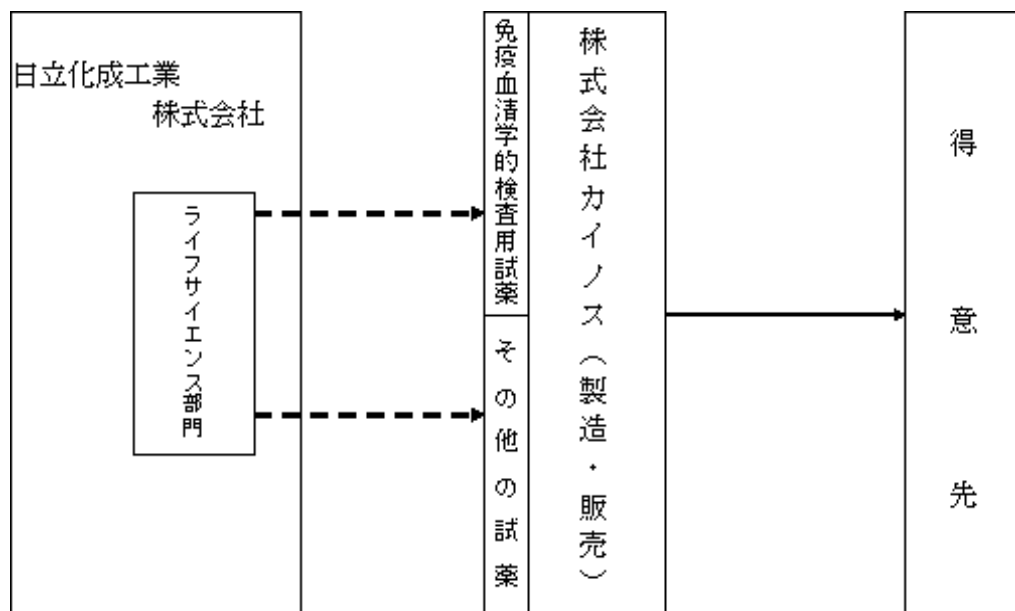 日立化成工業
株式会社
ライフサイエンス部門
免疫血清学的検査用試薬
その他の試薬
株式会社カイノス(製造・販売)
得意先